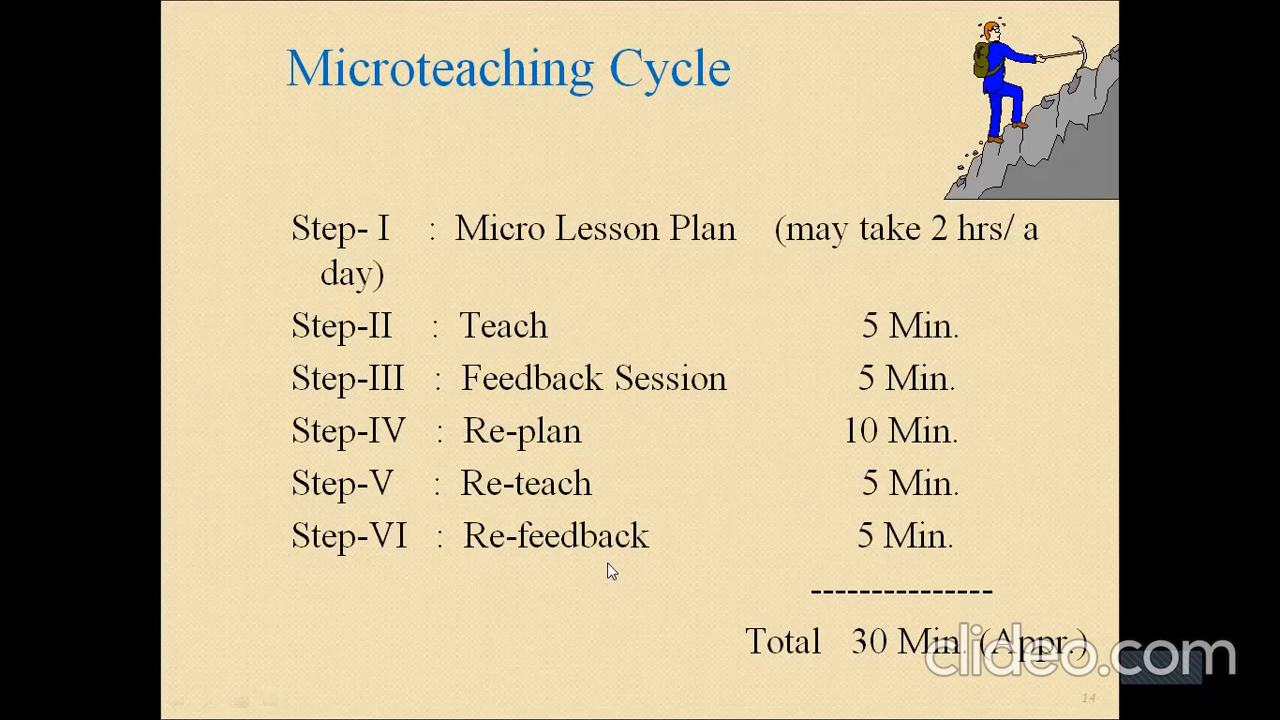 Microteaching Cycle
Step- I : Micro Lesson Plan (may take 2 hrs/ a
day)
Step-II : Teach 5 Min.
Step-III : Feedback Session 5 Min.
Step-IV : Re-plan 10 Min.
Step-V : Re-teach 5 Min.
Step-VI : Re-feedback 5 Min.
---------------
Total 30 Min. (Appr.)
clideo.com
14